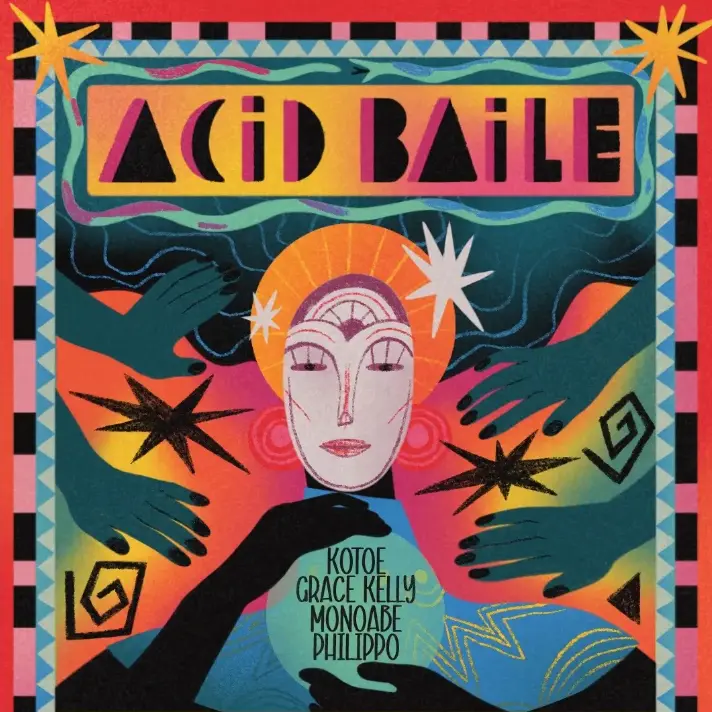 ACiD BAiLE
KOTOE
GRACE KELLY
MONOABE
PHILIPPO